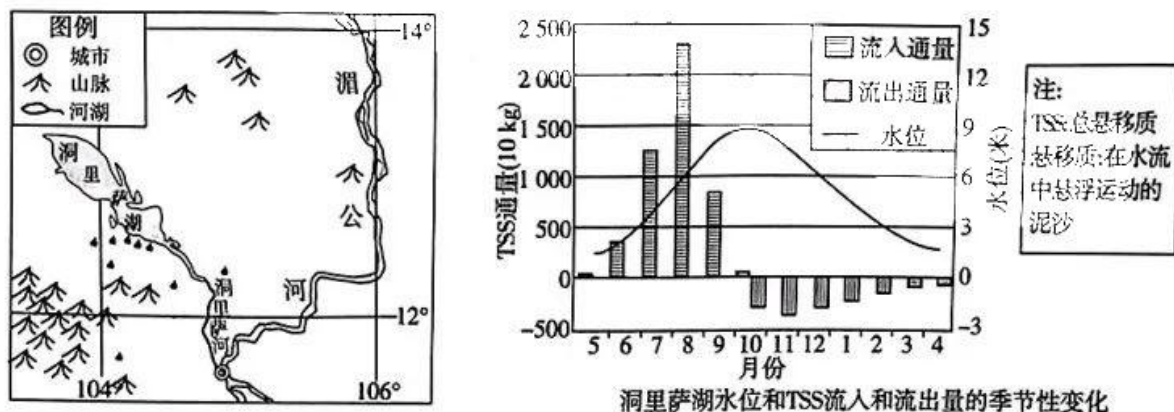 图例
城市
山脉
河湖
洞
里
萨
湖
洞
里
萨
河
湄
公
河
14°
12°
104°
106°
TSS通量(10 kg)
2 500
2 000
1 500
1 000
500
0
-500
流入通量
流出通量
水位
15
12
9
6
3
0
-3
水位(米)
5 6 7 8 9 10 11 12 1 2 3 4
月份
注:
TSS:总悬移质
悬移质:在水流
中悬浮运动的
泥沙
洞里萨湖水位和TSS流入和流出量的季节性变化